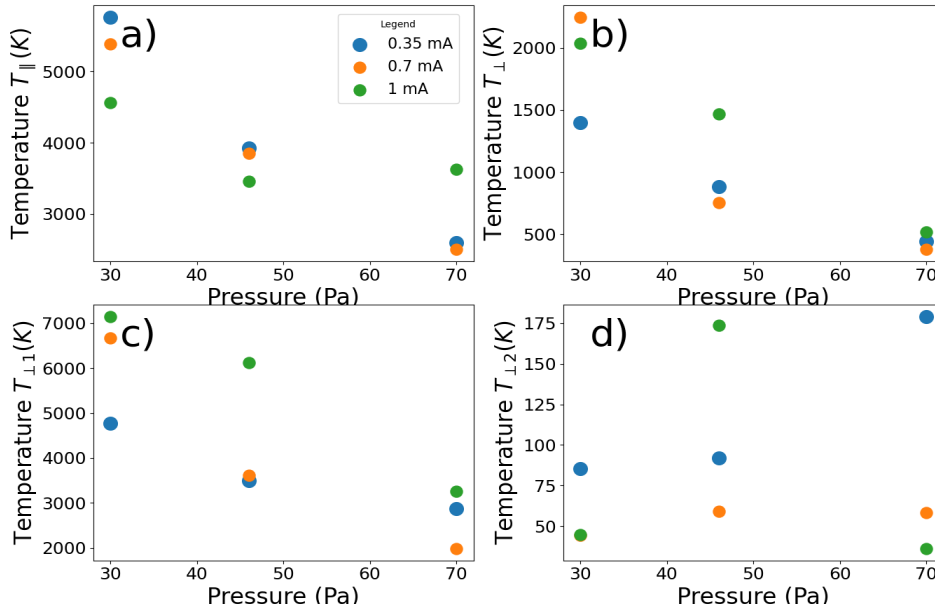 a)
Legend
0.35 mA
0.7 mA
1 mA
Temperature T∥(K)
5000
4000
3000
30 40 50 60 70
Pressure (Pa)
b)
Temperature T⊥(K)
2000
1500
1000
500
30 40 50 60 70
Pressure (Pa)
c)
Temperature T⊥1(K)
7000
6000
5000
4000
3000
2000
30 40 50 60 70
Pressure (Pa)
d)
Temperature T⊥2(K)
175
150
125
100
75
50
30 40 50 60 70
Pressure (Pa)